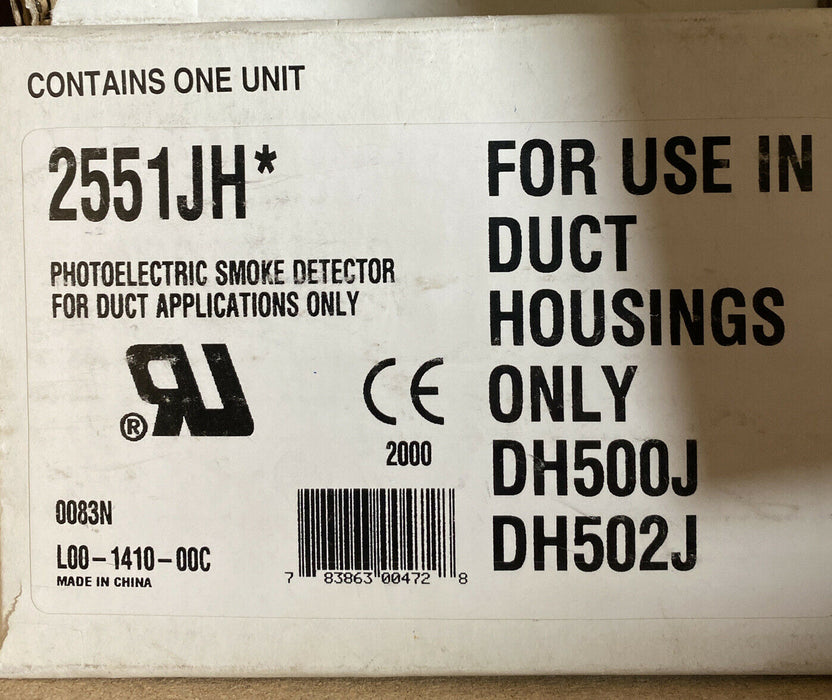 CONTAINS ONE UNIT
2551JH*
PHOTOELECTRIC SMOKE DETECTOR
FOR DUCT APPLICATIONS ONLY
®
CE
2000
0083N
L00-1410-00C
MADE IN CHINA
7 83863 00472 8
FOR USE IN
DUCT
HOUSINGS
ONLY
DH500J
DH502J